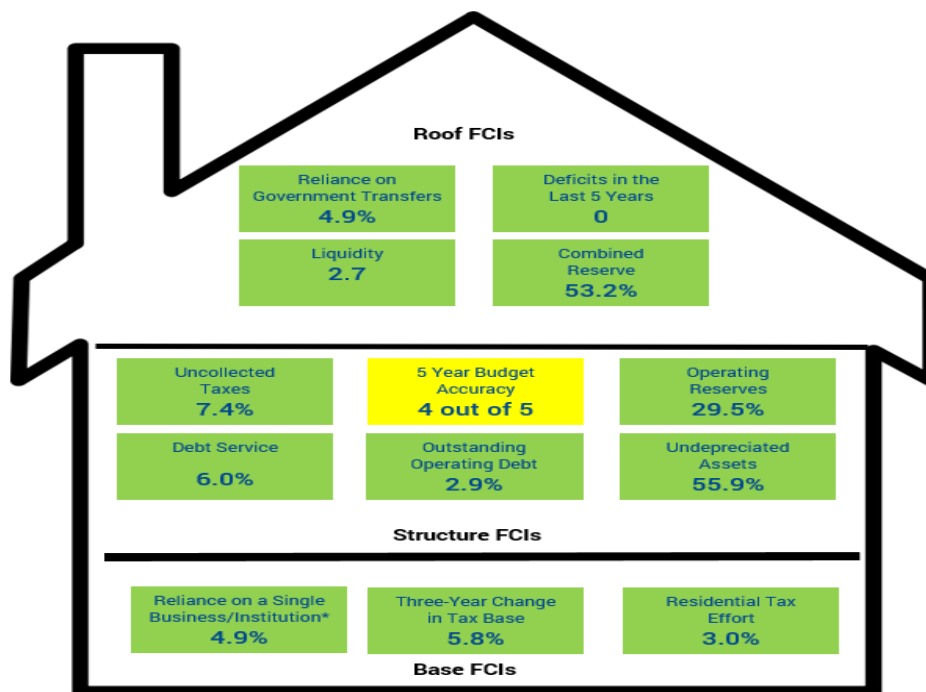 Roof FCIs
Reliance on
Government Transfers
4.9%
Deficits in the
Last 5 Years
0
Liquidity
2.7
Combined
Reserve
53.2%
Uncollected
Taxes
7.4%
5 Year Budget
Accuracy
4 out of 5
Operating
Reserves
29.5%
Debt Service
6.0%
Outstanding
Operating Debt
2.9%
Undepreciated
Assets
55.9%
Structure FCIs
Reliance on a Single
Business/Institution*
4.9%
Three-Year Change
in Tax Base
5.8%
Residential Tax
Effort
3.0%
Base FCIs